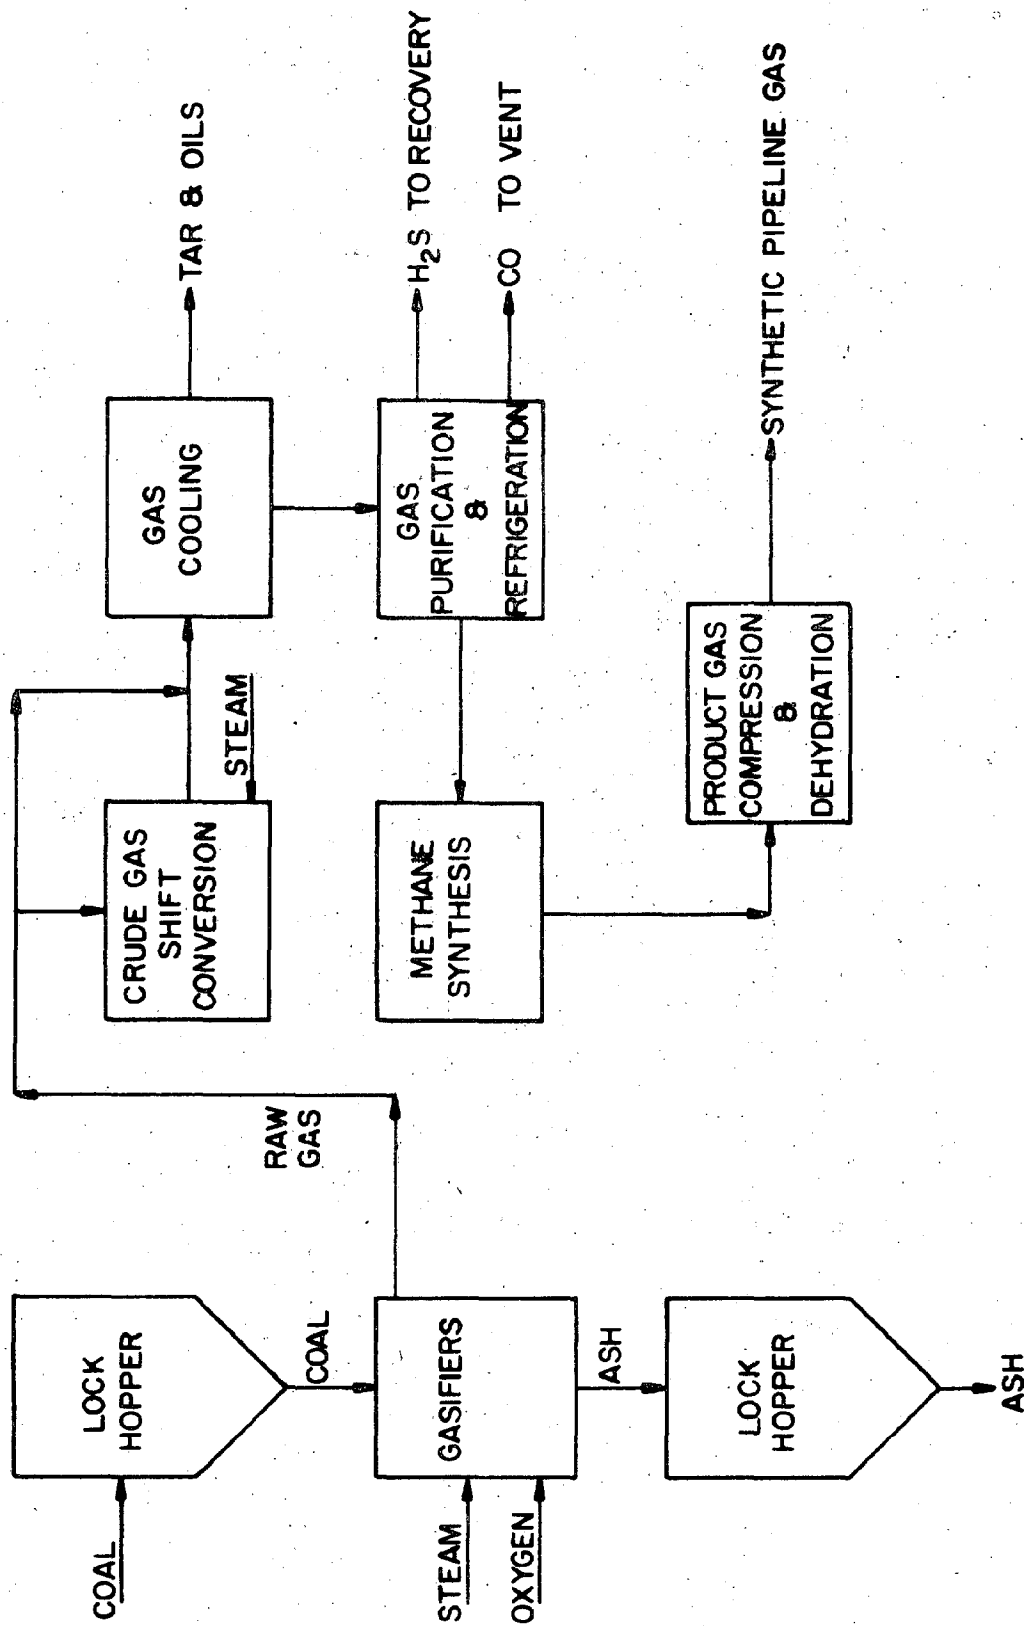 COAL
LOCK
HOPPER
COAL
STEAM
OXYGEN
GASIFIERS
ASH
LOCK
HOPPER
ASH
RAW
GAS
CRUDE GAS
SHIFT
CONVERSION
STEAM
GAS
COOLING
TAR & OILS
GAS
PURIFICATION
&
REFRIGERATION
H₂S TO RECOVERY
CO TO VENT
METHANE
SYNTHESIS
PRODUCT GAS
COMPRESSION
&
DEHYDRATION
SYNTHETIC PIPELINE GAS